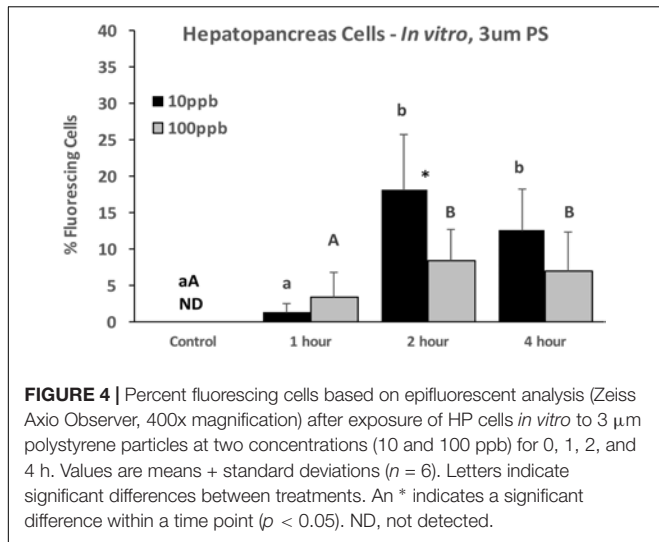 Hepatopancreas Cells - In vitro, 3um PS
40
35
30
25
20
15
10
5
0
% Fluorescing Cells
10ppb
100ppb
aA
ND
a
A
b
*
B
b
B
Control
1 hour
2 hour
4 hour
FIGURE 4 | Percent fluorescing cells based on epifluorescent analysis (Zeiss
Axio Observer, 400x magnification) after exposure of HP cells in vitro to 3 μm
polystyrene particles at two concentrations (10 and 100 ppb) for 0, 1, 2, and
4 h. Values are means + standard deviations (n = 6). Letters indicate
significant differences between treatments. An * indicates a significant
difference within a time point (p < 0.05). ND, not detected.